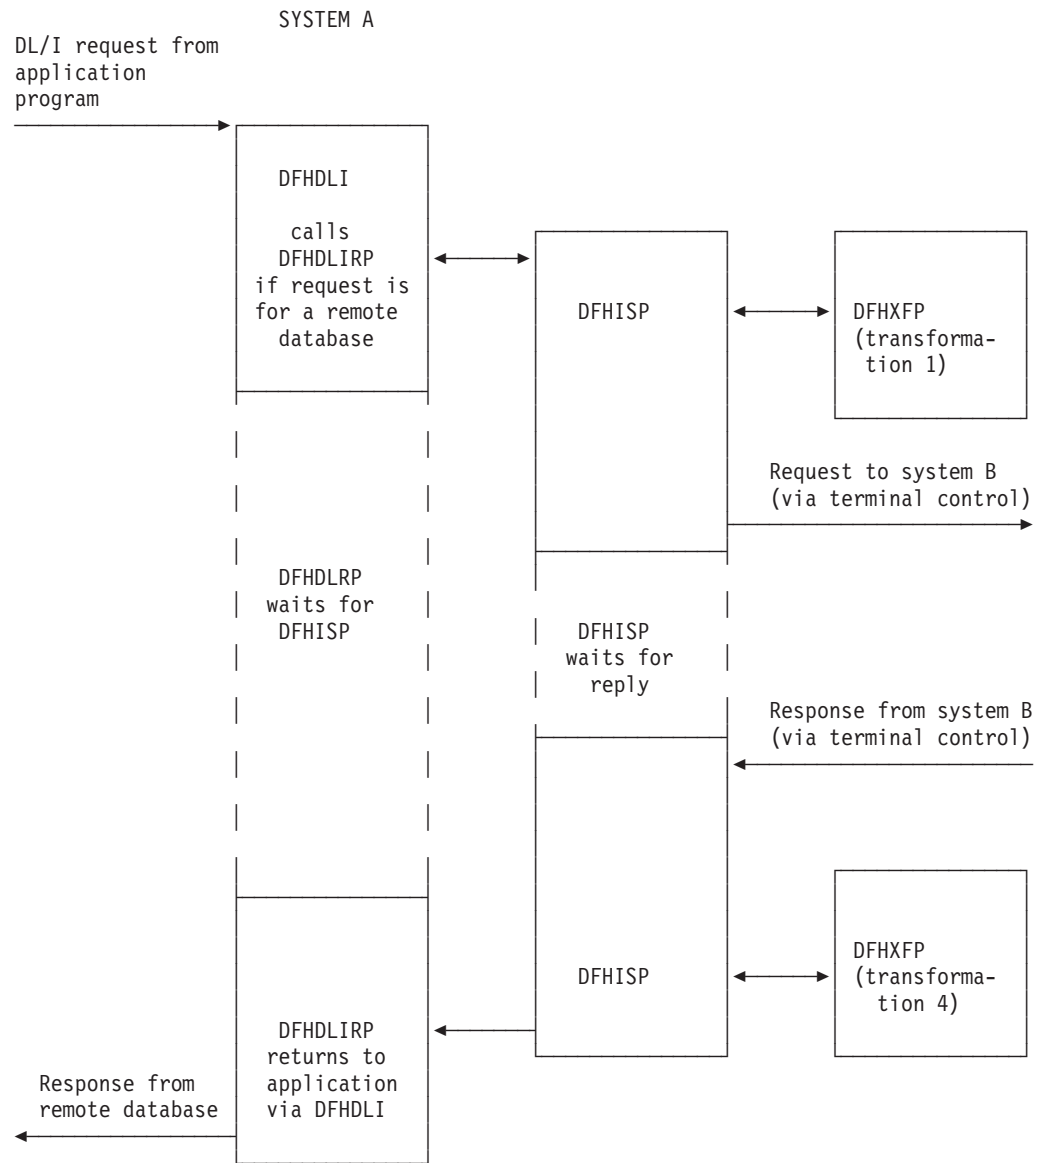 SYSTEM A
DL/I request from
application
program
DFHDLI
calls
DFHDLIRP
if request is
for a remote
database
DFHISP
DFHXFP
(transforma-
tion 1)
Request to system B
(via terminal control)
DFHDLRP
waits for
DFHISP
DFHISP
waits for
reply
Response from system B
(via terminal control)
DFHISP
DFHXFP
(transforma-
tion 4)
DFHDLIRP
returns to
application
via DFHDLI
Response from
remote database